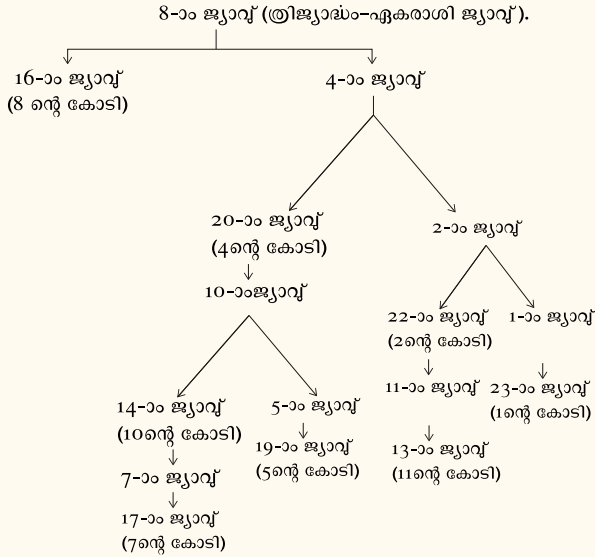 8-ാം ജ്യാവ് (ത്രിജ്യാർദ്ധം-ഏകരാശി ജ്യാവ് ).
16-ാം ജ്യാവ്
(8 ന്റെ കോടി)
4-ാം ജ്യാവ്
20-ാം ജ്യാവ്
(4ന്റെ കോടി)
2-ാം ജ്യാവ്
10-ാംജ്യാവ്
22-ാം ജ്യാവ്
(2ന്റെ കോടി)
1-ാം ജ്യാവ്
11-ാം ജ്യാവ്
23-ാം ജ്യാവ്
(1ന്റെ കോടി)
14-ാം ജ്യാവ്
(10ന്റെ കോടി)
5-ാം ജ്യാവ്
19-ാം ജ്യാവ്
(5ന്റെ കോടി)
13-ാം ജ്യാവ്
(11ന്റെ കോടി)
7-ാം ജ്യാവ്
17-ാം ജ്യാവ്
(7ന്റെ കോടി)